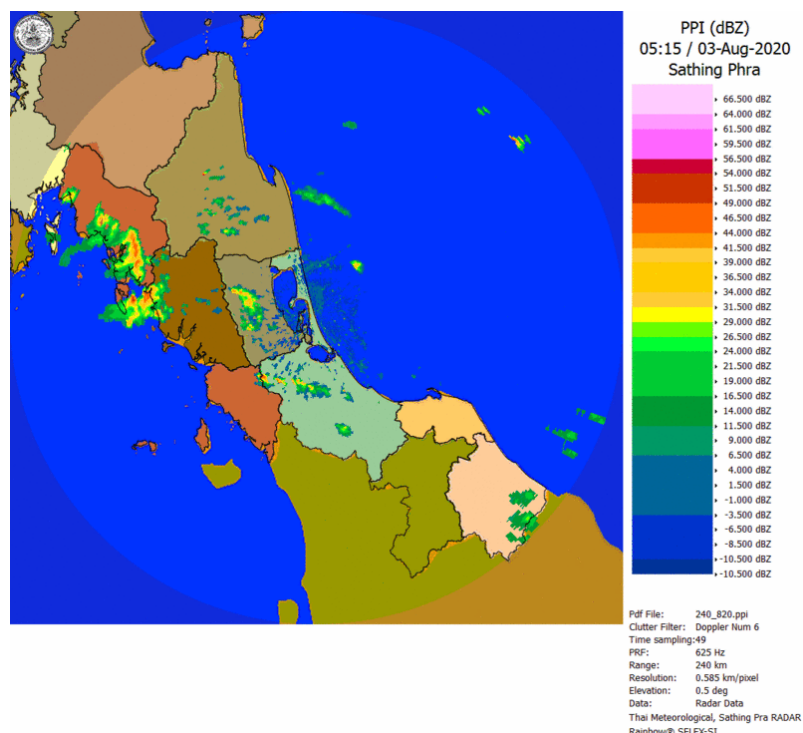 PPI (dBZ)
05:15 / 03-Aug-2020
Sathing Phra
66.500 dBZ
64.000 dBZ
61.500 dBZ
59.500 dBZ
56.500 dBZ
54.000 dBZ
51.500 dBZ
49.000 dBZ
46.500 dBZ
44.000 dBZ
41.500 dBZ
39.000 dBZ
36.500 dBZ
34.000 dBZ
31.500 dBZ
29.000 dBZ
26.500 dBZ
24.000 dBZ
21.500 dBZ
19.000 dBZ
16.500 dBZ
14.000 dBZ
11.500 dBZ
9.000 dBZ
6.500 dBZ
4.000 dBZ
1.500 dBZ
-1.000 dBZ
-3.500 dBZ
-6.500 dBZ
-8.500 dBZ
-10.500 dBZ
-10.500 dBZ
Pdf File: 240_820.ppi
Clutter Filter: Doppler Num 6
Time sampling:49
PRF: 625 Hz
Range: 240 km
Resolution: 0.585 km/pixel
Elevation: 0.5 deg
Data: Radar Data
Thai Meteorological, Sathing Pra RADAR
Rainbow® SELEX-SI